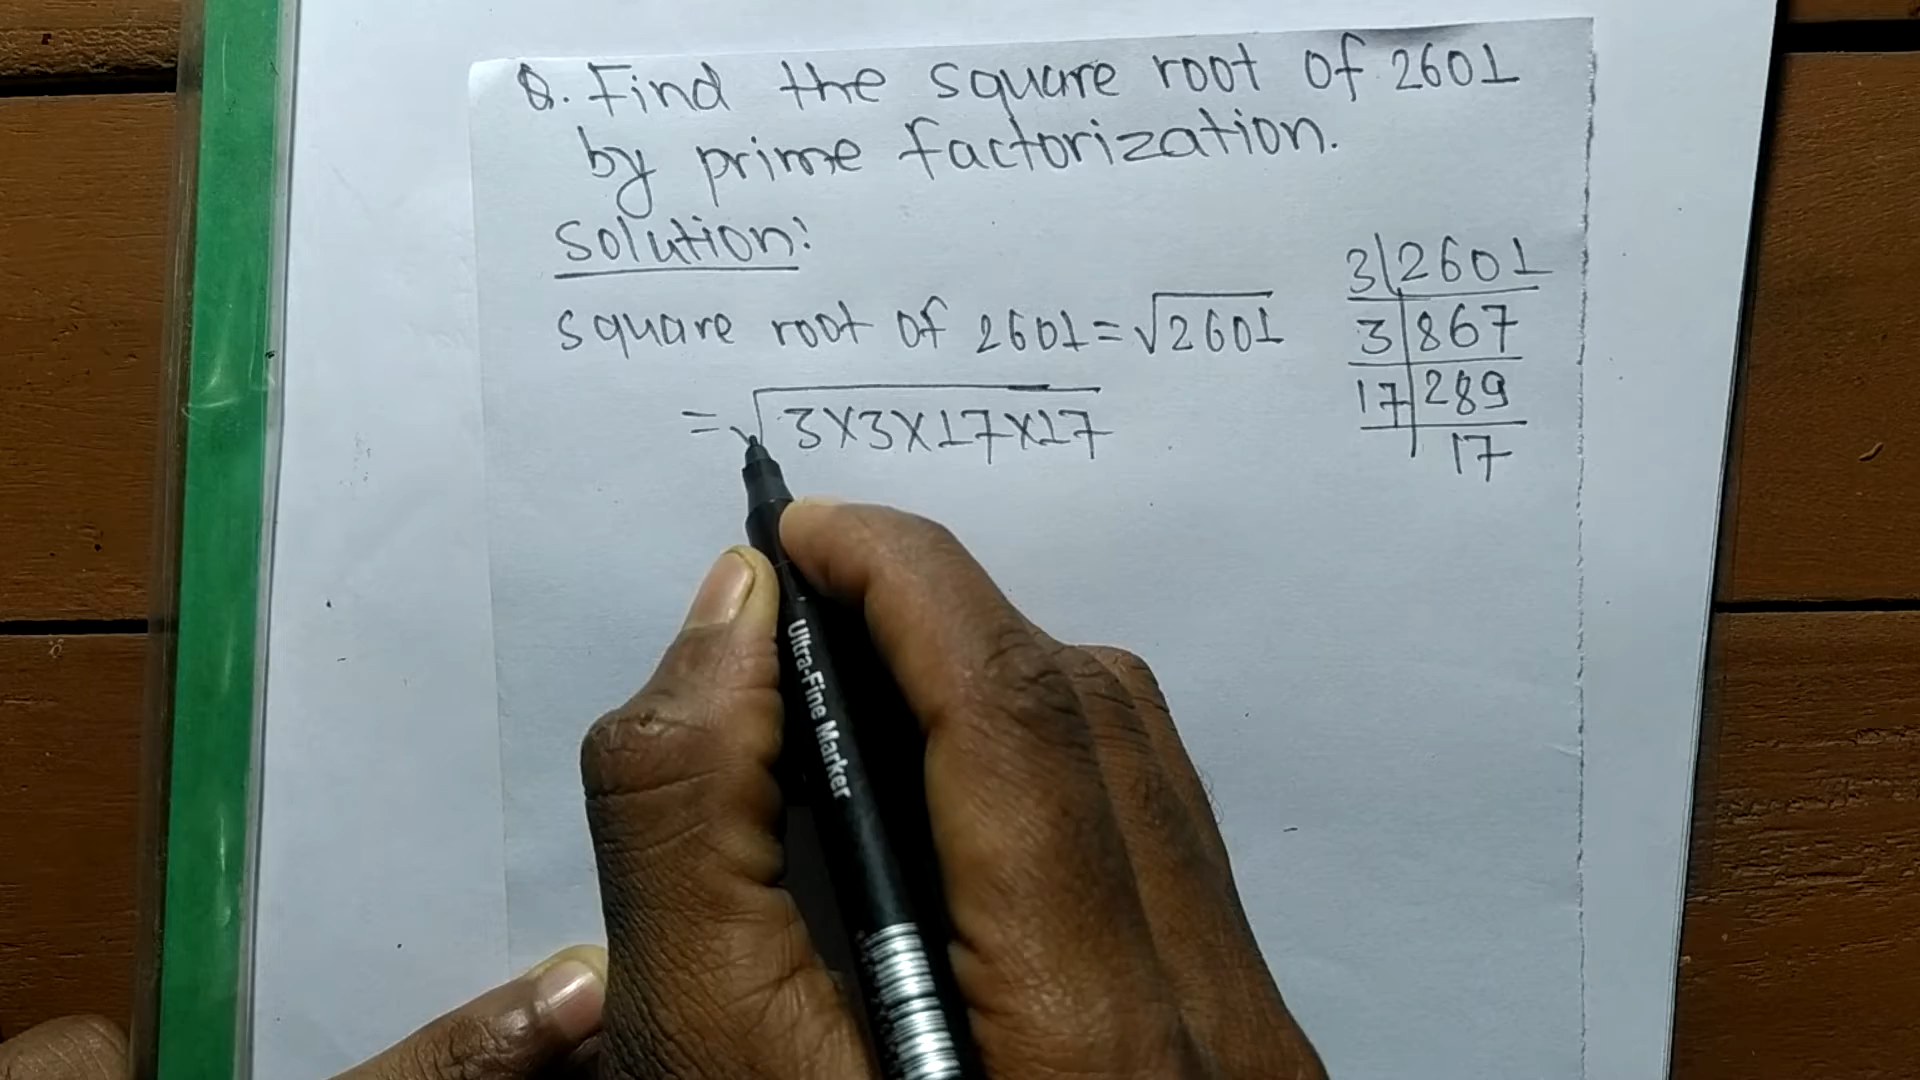 Q. Find the square root of 2601
by prime factorization.
Solution:
square root of 2601=√2601
=√3×3×17×17
3|2601
3|867
17|289
17
Ultra-Fine Marker